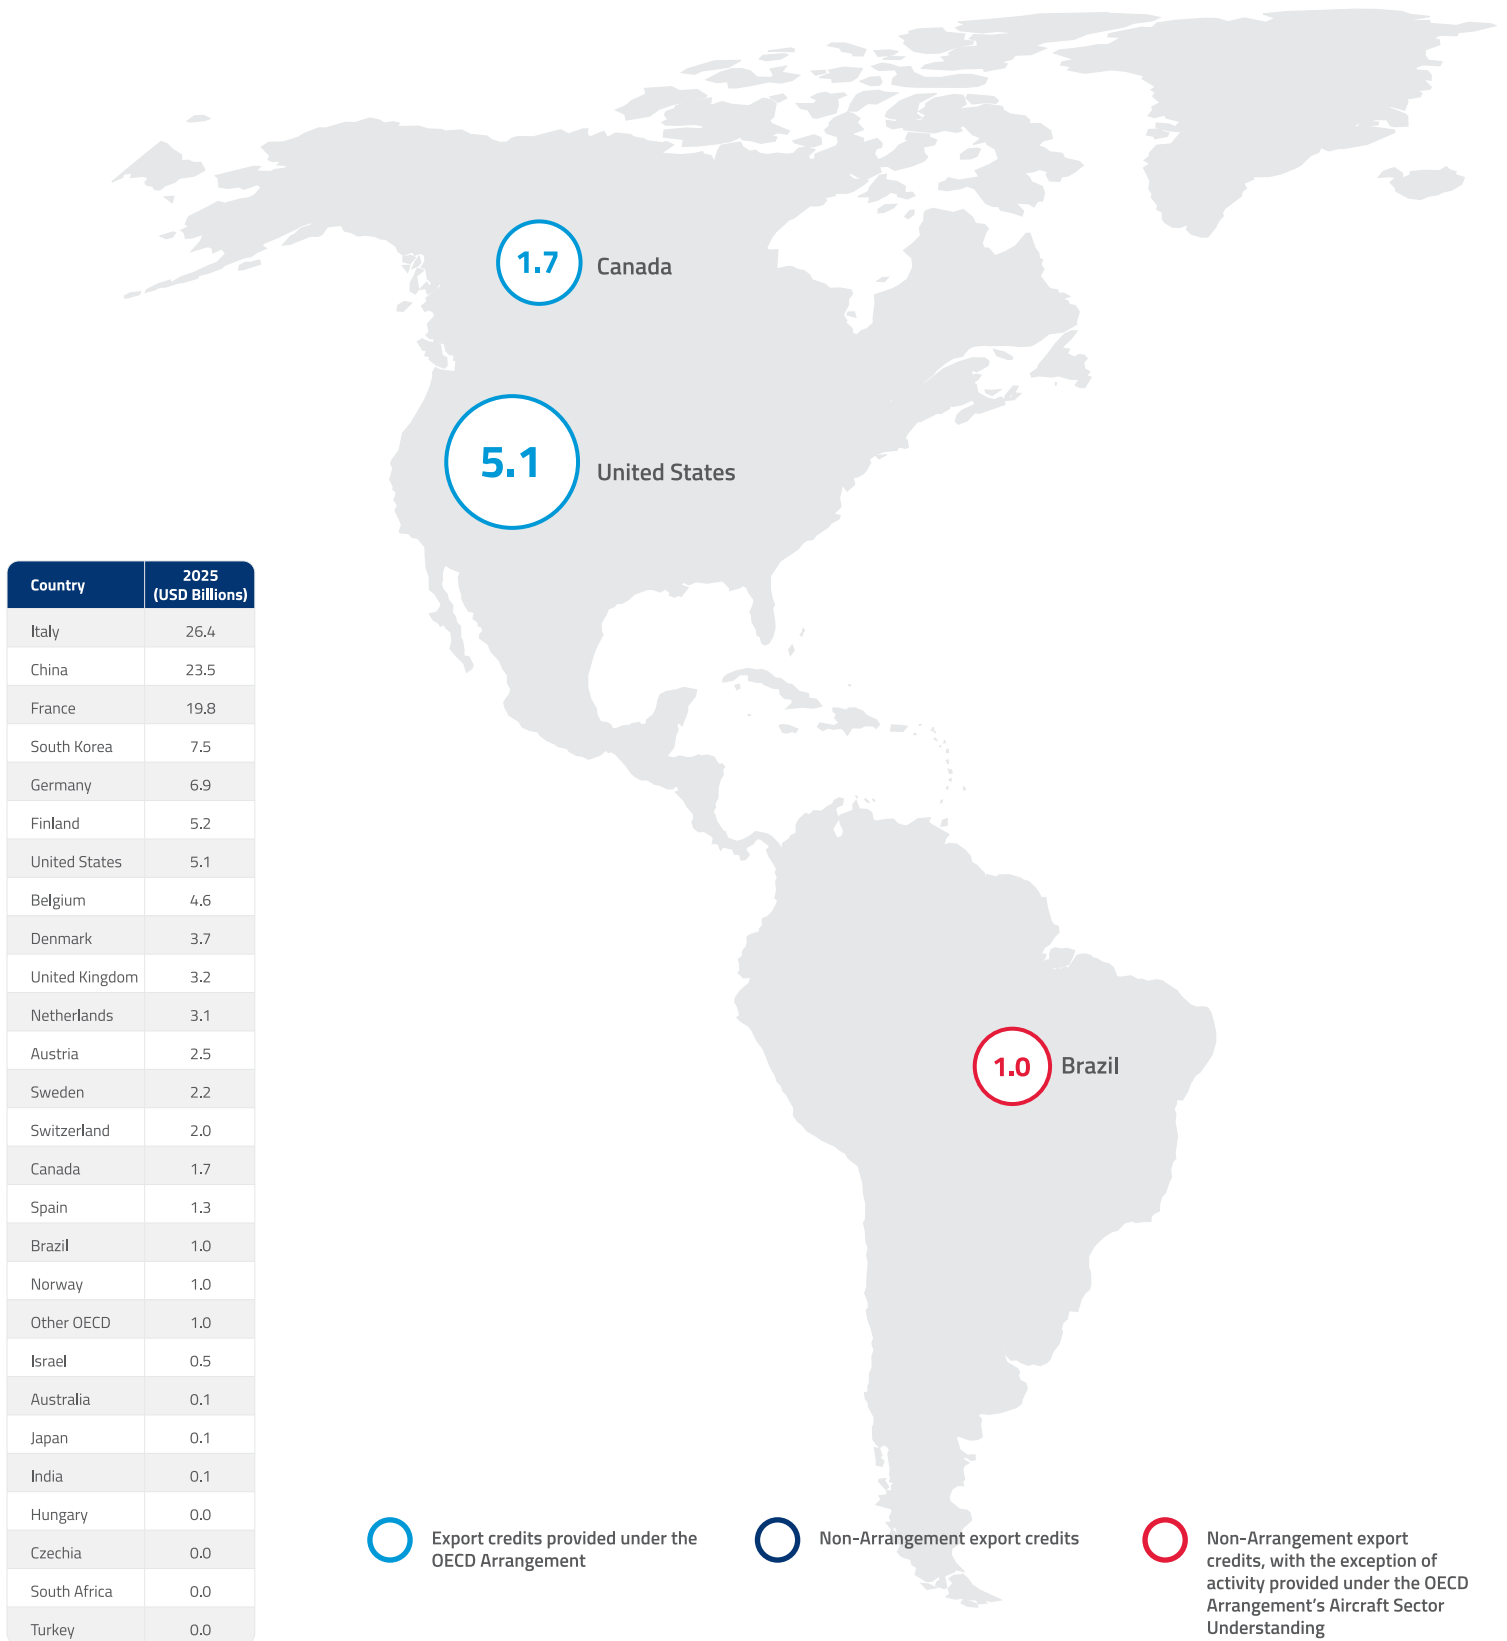 1.7
Canada
5.1
United States
Country
2025
(USD Billions)
Italy 26.4
China 23.5
France 19.8
South Korea 7.5
Germany 6.9
Finland 5.2
United States 5.1
Belgium 4.6
Denmark 3.7
United Kingdom 3.2
Netherlands 3.1
Austria 2.5
Sweden 2.2
Switzerland 2.0
Canada 1.7
Spain 1.3
Brazil 1.0
Norway 1.0
Other OECD 1.0
Israel 0.5
Australia 0.1
Japan 0.1
India 0.1
Hungary 0.0
Czechia 0.0
South Africa 0.0
Turkey 0.0
1.0
Brazil
Export credits provided under the
OECD Arrangement
Non-Arrangement export credits
Non-Arrangement export
credits, with the exception of
activity provided under the OECD
Arrangement's Aircraft Sector
Understanding